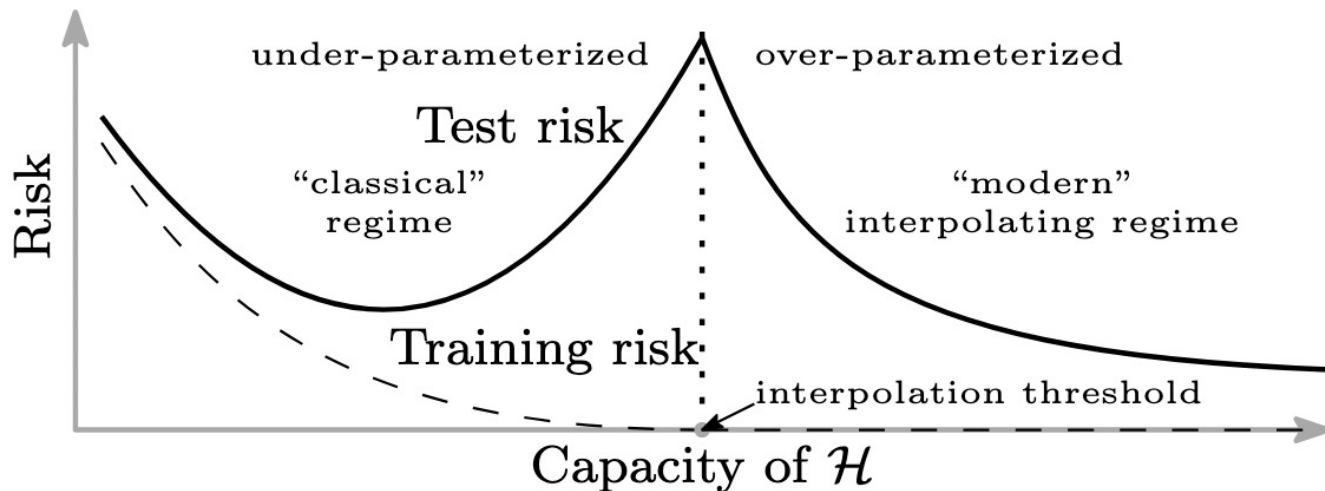 under-parameterized
over-parameterized
Test risk
“classical”
regime
“modern”
interpolating regime
Risk
Training risk
interpolation threshold
Capacity of ℋ